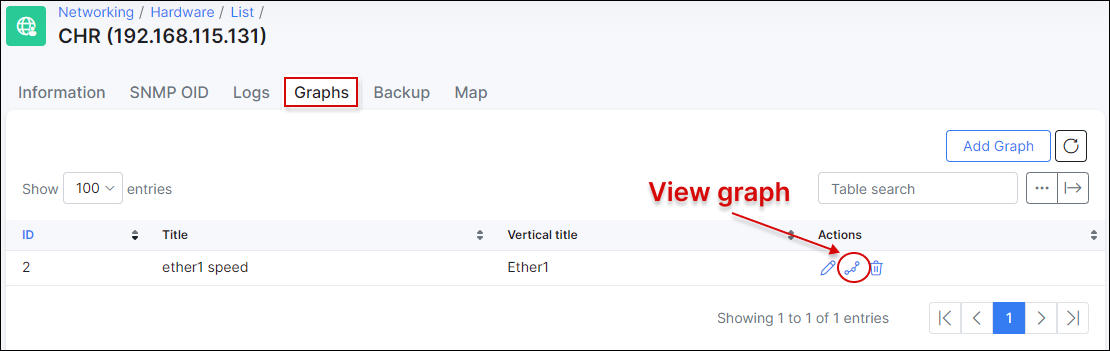 Networking / Hardware / List /
CHR (192.168.115.131)
Information SNMP OID Logs Graphs Backup Map
Add Graph
Show 100 entries
View graph
Table search
ID Title Vertical title Actions
2 ether1 speed Ether1
Showing 1 to 1 of 1 entries
1